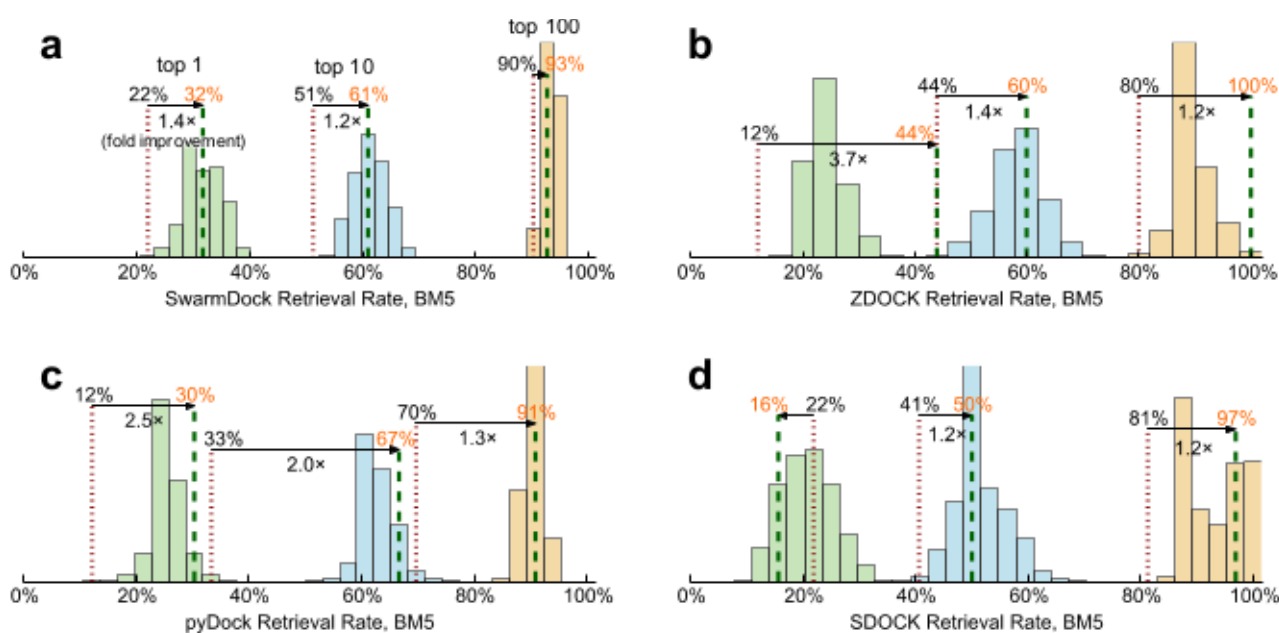 a
top 1
top 10
top 100
22% 32%
1.4×
(fold improvement)
51% 61%
1.2×
90% 93%
0% 20% 40% 60% 80% 100%
SwarmDock Retrieval Rate, BM5
b
12% 44%
3.7×
44% 60%
1.4×
80% 100%
1.2×
0% 20% 40% 60% 80% 100%
ZDOCK Retrieval Rate, BM5
c
12% 30%
2.5×
33% 67%
2.0×
70% 91%
1.3×
0% 20% 40% 60% 80% 100%
pyDock Retrieval Rate, BM5
d
16% 22%
41% 50%
1.2×
81% 97%
1.2×
0% 20% 40% 60% 80% 100%
SDOCK Retrieval Rate, BM5